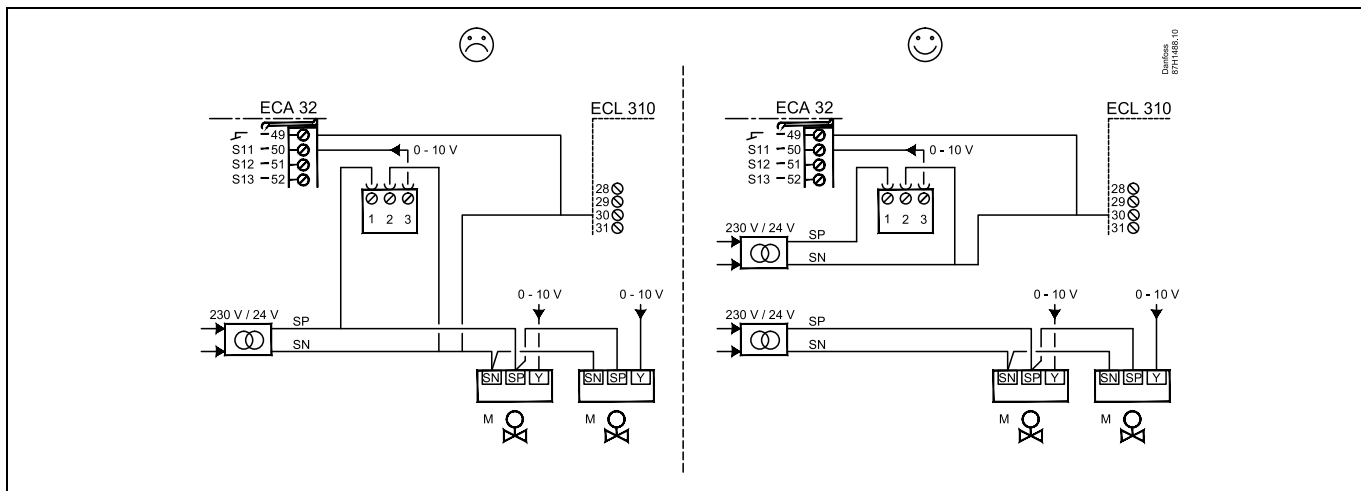 Danfoss
87H1488.10
ECA 32
ECL 310
49
S11 50
S12 51
S13 52
0 - 10 V
1 2 3
28
29
30
31
230 V / 24 V
SP
SN
0 - 10 V
0 - 10 V
SN SP Y
SN SP Y
M
M
ECA 32
ECL 310
49
S11 50
S12 51
S13 52
0 - 10 V
1 2 3
28
29
30
31
230 V / 24 V
SP
SN
230 V / 24 V
SP
SN
0 - 10 V
0 - 10 V
SN SP Y
SN SP Y
M
M